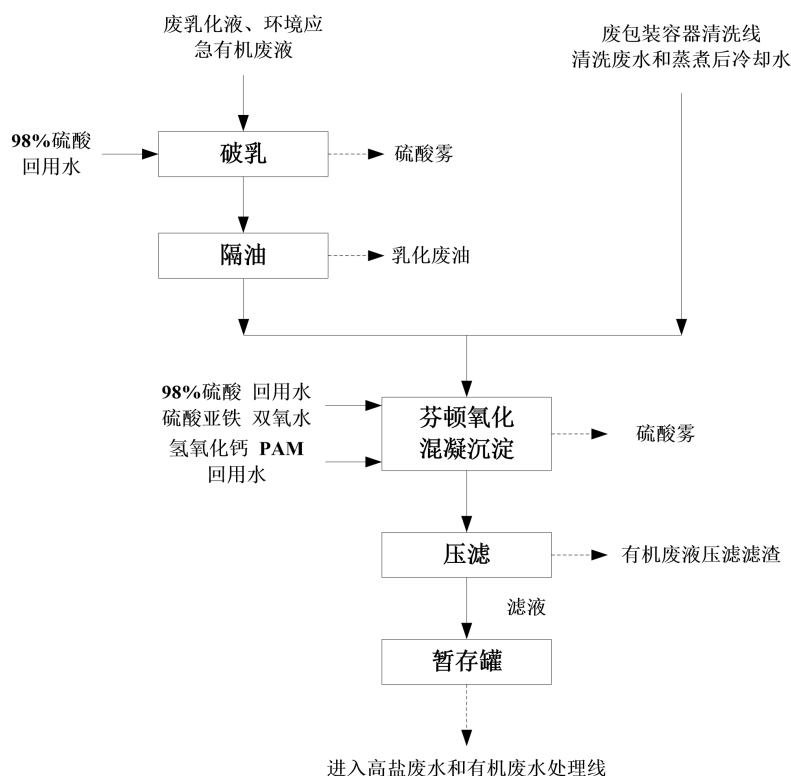 废乳化液、环境应
急有机废液
废包装容器清洗线
清洗废水和蒸煮后冷却水
98%硫酸
回用水
破乳
硫酸雾
隔油
乳化废油
98%硫酸 回用水
硫酸亚铁 双氧水
氢氧化钙 PAM
回用水
芬顿氧化
混凝沉淀
硫酸雾
压滤
有机废液压滤滤渣
滤液
暂存罐
进入高盐废水和有机废水处理线